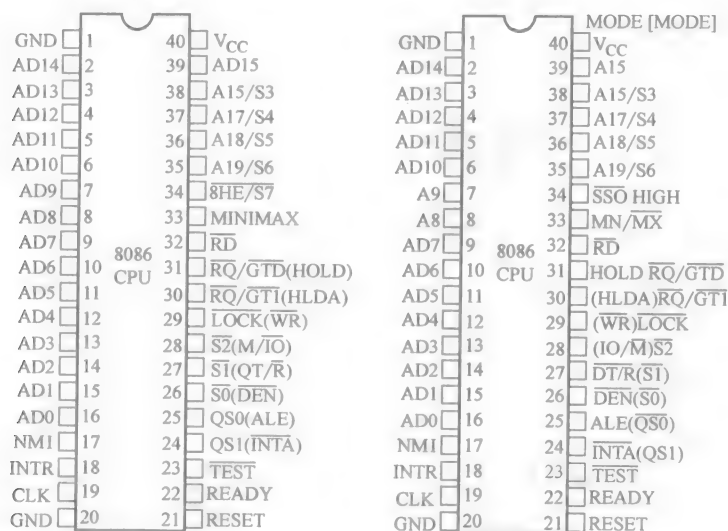 GND 1 40 VCC
AD14 2 39 AD15
AD13 3 38 A15/S3
AD12 4 37 A17/S4
AD11 5 36 A18/S5
AD10 6 35 A19/S6
AD9 7 34 8HE/S7
AD8 8 33 MINIMAX
AD7 9 32 RD
AD6 10 31 RQ/GTD(HOLD)
AD5 11 30 RQ/GT1(HLDA)
AD4 12 29 LOCK(WR)
AD3 13 28 S2(M/IO)
AD2 14 27 S1(QT/R)
AD1 15 26 S0(DEN)
AD0 16 25 QS0(ALE)
NMI 17 24 QS1(INTA)
INTR 18 23 TEST
CLK 19 22 READY
GND 20 21 RESET
8086
CPU
MODE [MODE]
GND 1 40 VCC
AD14 2 39 A15
AD13 3 38 A15/S3
AD12 4 37 A17/S4
AD11 5 36 A18/S5
AD10 6 35 A19/S6
A9 7 34 SSO HIGH
A8 8 33 MN/MX
AD7 9 32 RD
AD6 10 31 HOLD RQ/GTD
AD5 11 30 (HLDA)RQ/GT1
AD4 12 29 (WR)LOCK
AD3 13 28 (IO/M)S2
AD2 14 27 DT/R(S1)
AD1 15 26 DEN(S0)
AD0 16 25 ALE(QS0)
NMI 17 24 INTA(QS1)
INTR 18 23 TEST
CLK 19 22 READY
GND 20 21 RESET
8086
CPU